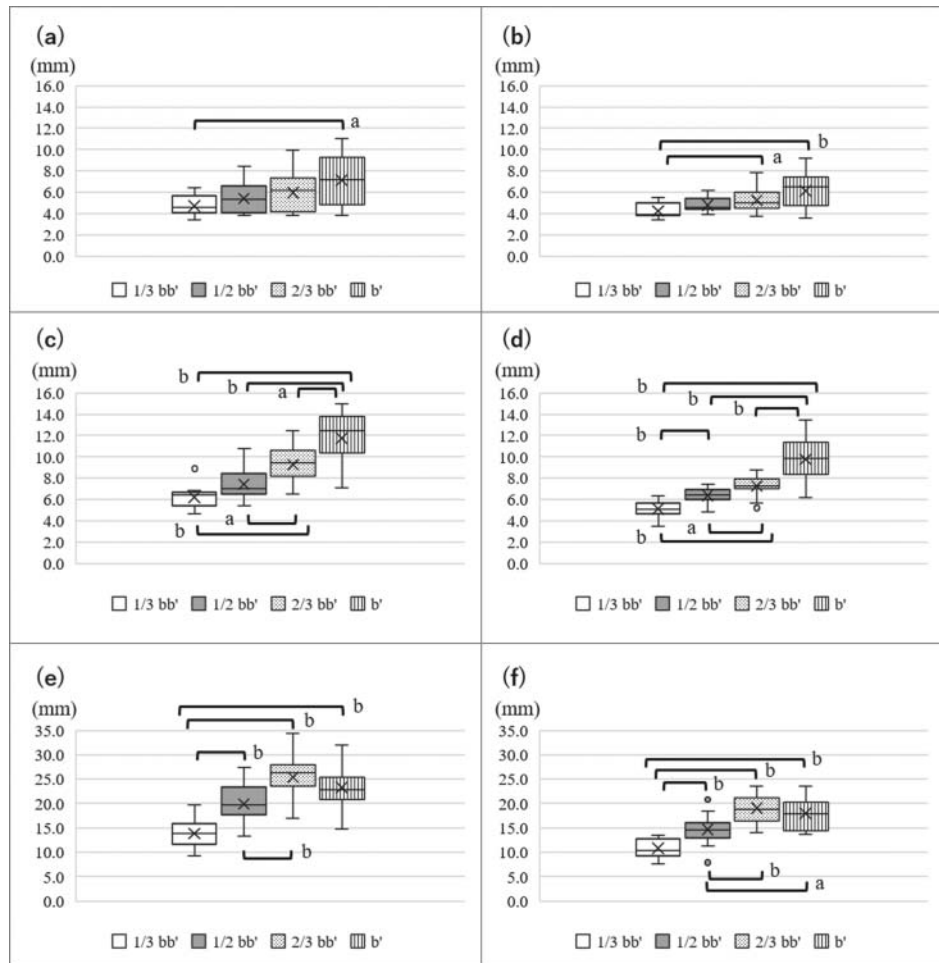 (a)
(mm)
16.0
14.0
12.0
10.0
8.0
6.0
4.0
2.0
0.0
a
1/3 bb' 1/2 bb' 2/3 bb' b'
(b)
(mm)
16.0
14.0
12.0
10.0
8.0
6.0
4.0
2.0
0.0
b
a
1/3 bb' 1/2 bb' 2/3 bb' b'
(c)
(mm)
16.0
14.0
12.0
10.0
8.0
6.0
4.0
2.0
0.0
b b a
a
b
1/3 bb' 1/2 bb' 2/3 bb' b'
(d)
(mm)
16.0
14.0
12.0
10.0
8.0
6.0
4.0
2.0
0.0
b
b
b
b
a
b
1/3 bb' 1/2 bb' 2/3 bb' b'
(e)
(mm)
35.0
30.0
25.0
20.0
15.0
10.0
5.0
0.0
b
b
b
b
1/3 bb' 1/2 bb' 2/3 bb' b'
(f)
(mm)
35.0
30.0
25.0
20.0
15.0
10.0
5.0
0.0
b
b
b
b
a
1/3 bb' 1/2 bb' 2/3 bb' b'